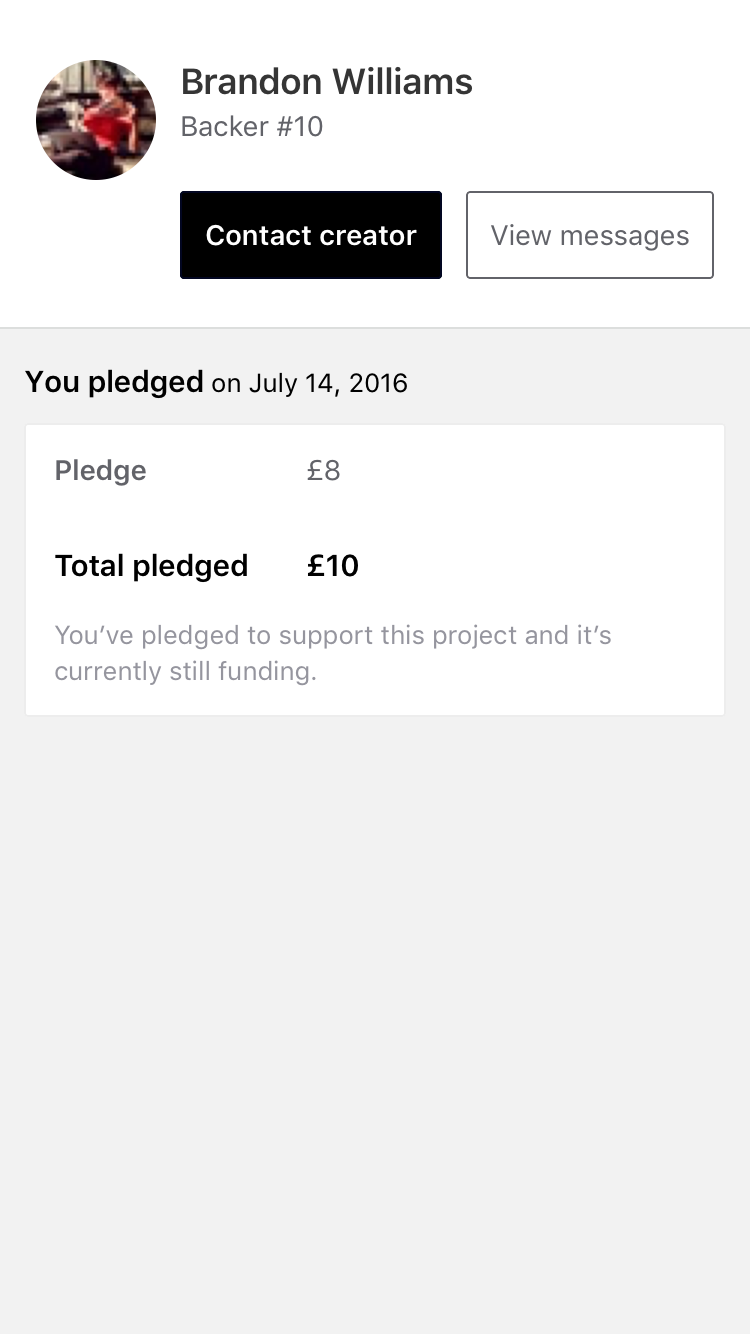 Brandon Williams
Backer #10
Contact creator
View messages
You pledged on July 14, 2016
Pledge £8
Total pledged £10
You’ve pledged to support this project and it’s
currently still funding.